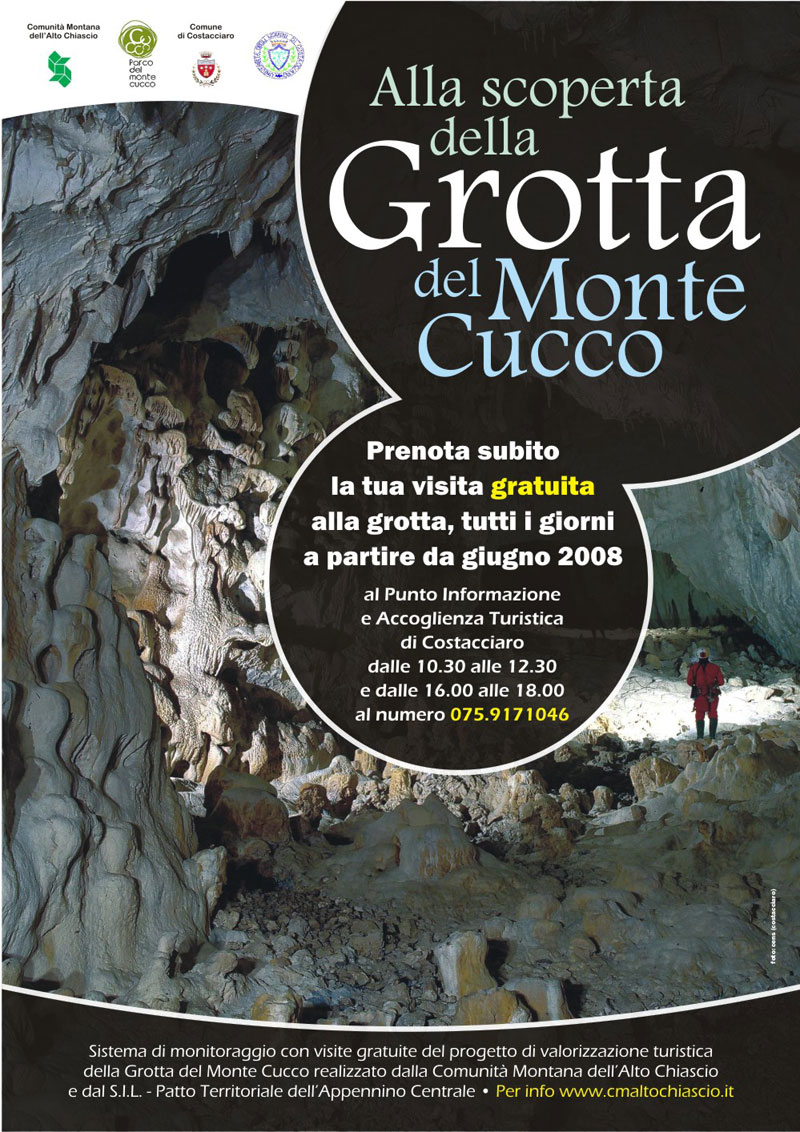 Comunità Montana
dell'Alto Chiascio
Parco
del
monte
cucco
Comune
di Costacciaro
Alla scoperta
della
Grotta
del Monte
Cucco
Prenota subito
la tua visita gratuita
alla grotta, tutti i giorni
a partire da giugno 2008
al Punto Informazione
e Accoglienza Turistica
di Costacciaro
dalle 10.30 alle 12.30
e dalle 16.00 alle 18.00
al numero 075.9171046
foto: cens (costacciaro)
Sistema di monitoraggio con visite gratuite del progetto di valorizzazione turistica
della Grotta del Monte Cucco realizzato dalla Comunità Montana dell'Alto Chiascio
e dal S.I.L. - Patto Territoriale dell'Appennino Centrale • Per info www.cmaltochiascio.it